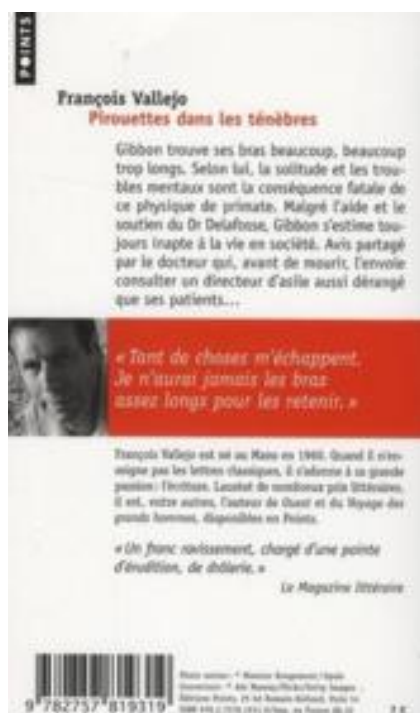 POINTS
François Vallejo
Pirouettes dans les ténèbres
Gibbon trouve ses bras beaucoup, beaucoup
trop longs. Selon lui, la solitude et les trou-
bles mentaux sont la conséquence fatale de
ce physique de primate. Malgré l'aide et le
soutien du Dr Delafosse, Gibbon s'estime tou-
jours inapte à la vie en société. Avis partagé
par le docteur qui, avant de mourir, l'envoie
consulter un directeur d'asile aussi dérangé
que ses patients...
« Tant de choses m'échappent.
Je n'aurai jamais les bras
assez longs pour les retenir. »
François Vallejo est né au Mans en 1960. Quand il n'en-
seigne pas les lettres classiques, il s'adonne à sa grande
passion : l'écriture. Lauréat de nombreux prix littéraires,
il est, entre autres, l'auteur de Ouest et du Voyage des
grands hommes, disponibles en Points.
« Un franc ravissement, chargé d'une pointe
d'érudition, de drôlerie. »
Le Magazine littéraire
9 782757 819319